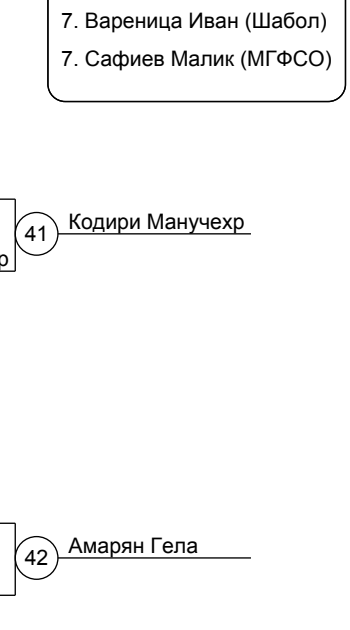 7. Вареница Иван (Шабол)
7. Сафиев Малик (МГФСО)
41 Кодири Манучехр
р
42 Амарян Гела